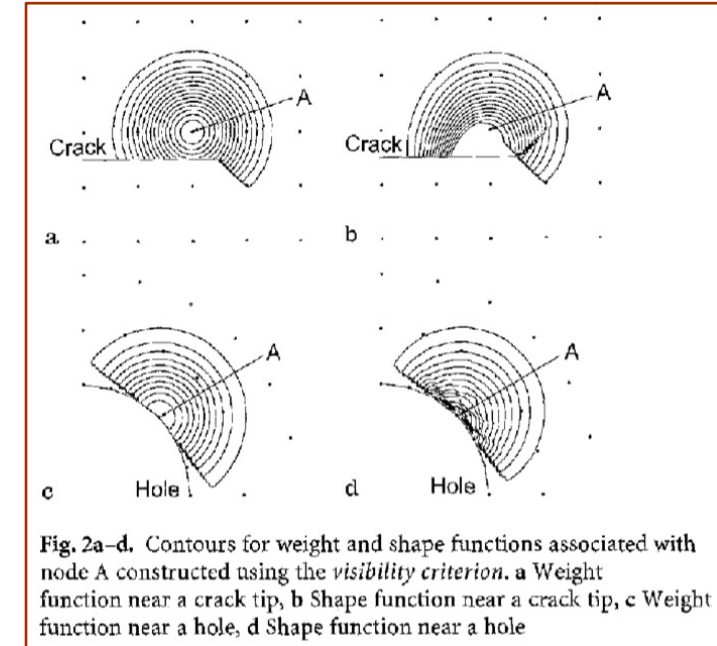 A
A
Crack
Crack
a
b
A
A
Hole
Hole
c
d
Fig. 2a–d. Contours for weight and shape functions associated with
node A constructed using the visibility criterion. a Weight
function near a crack tip, b Shape function near a crack tip, c Weight
function near a hole, d Shape function near a hole